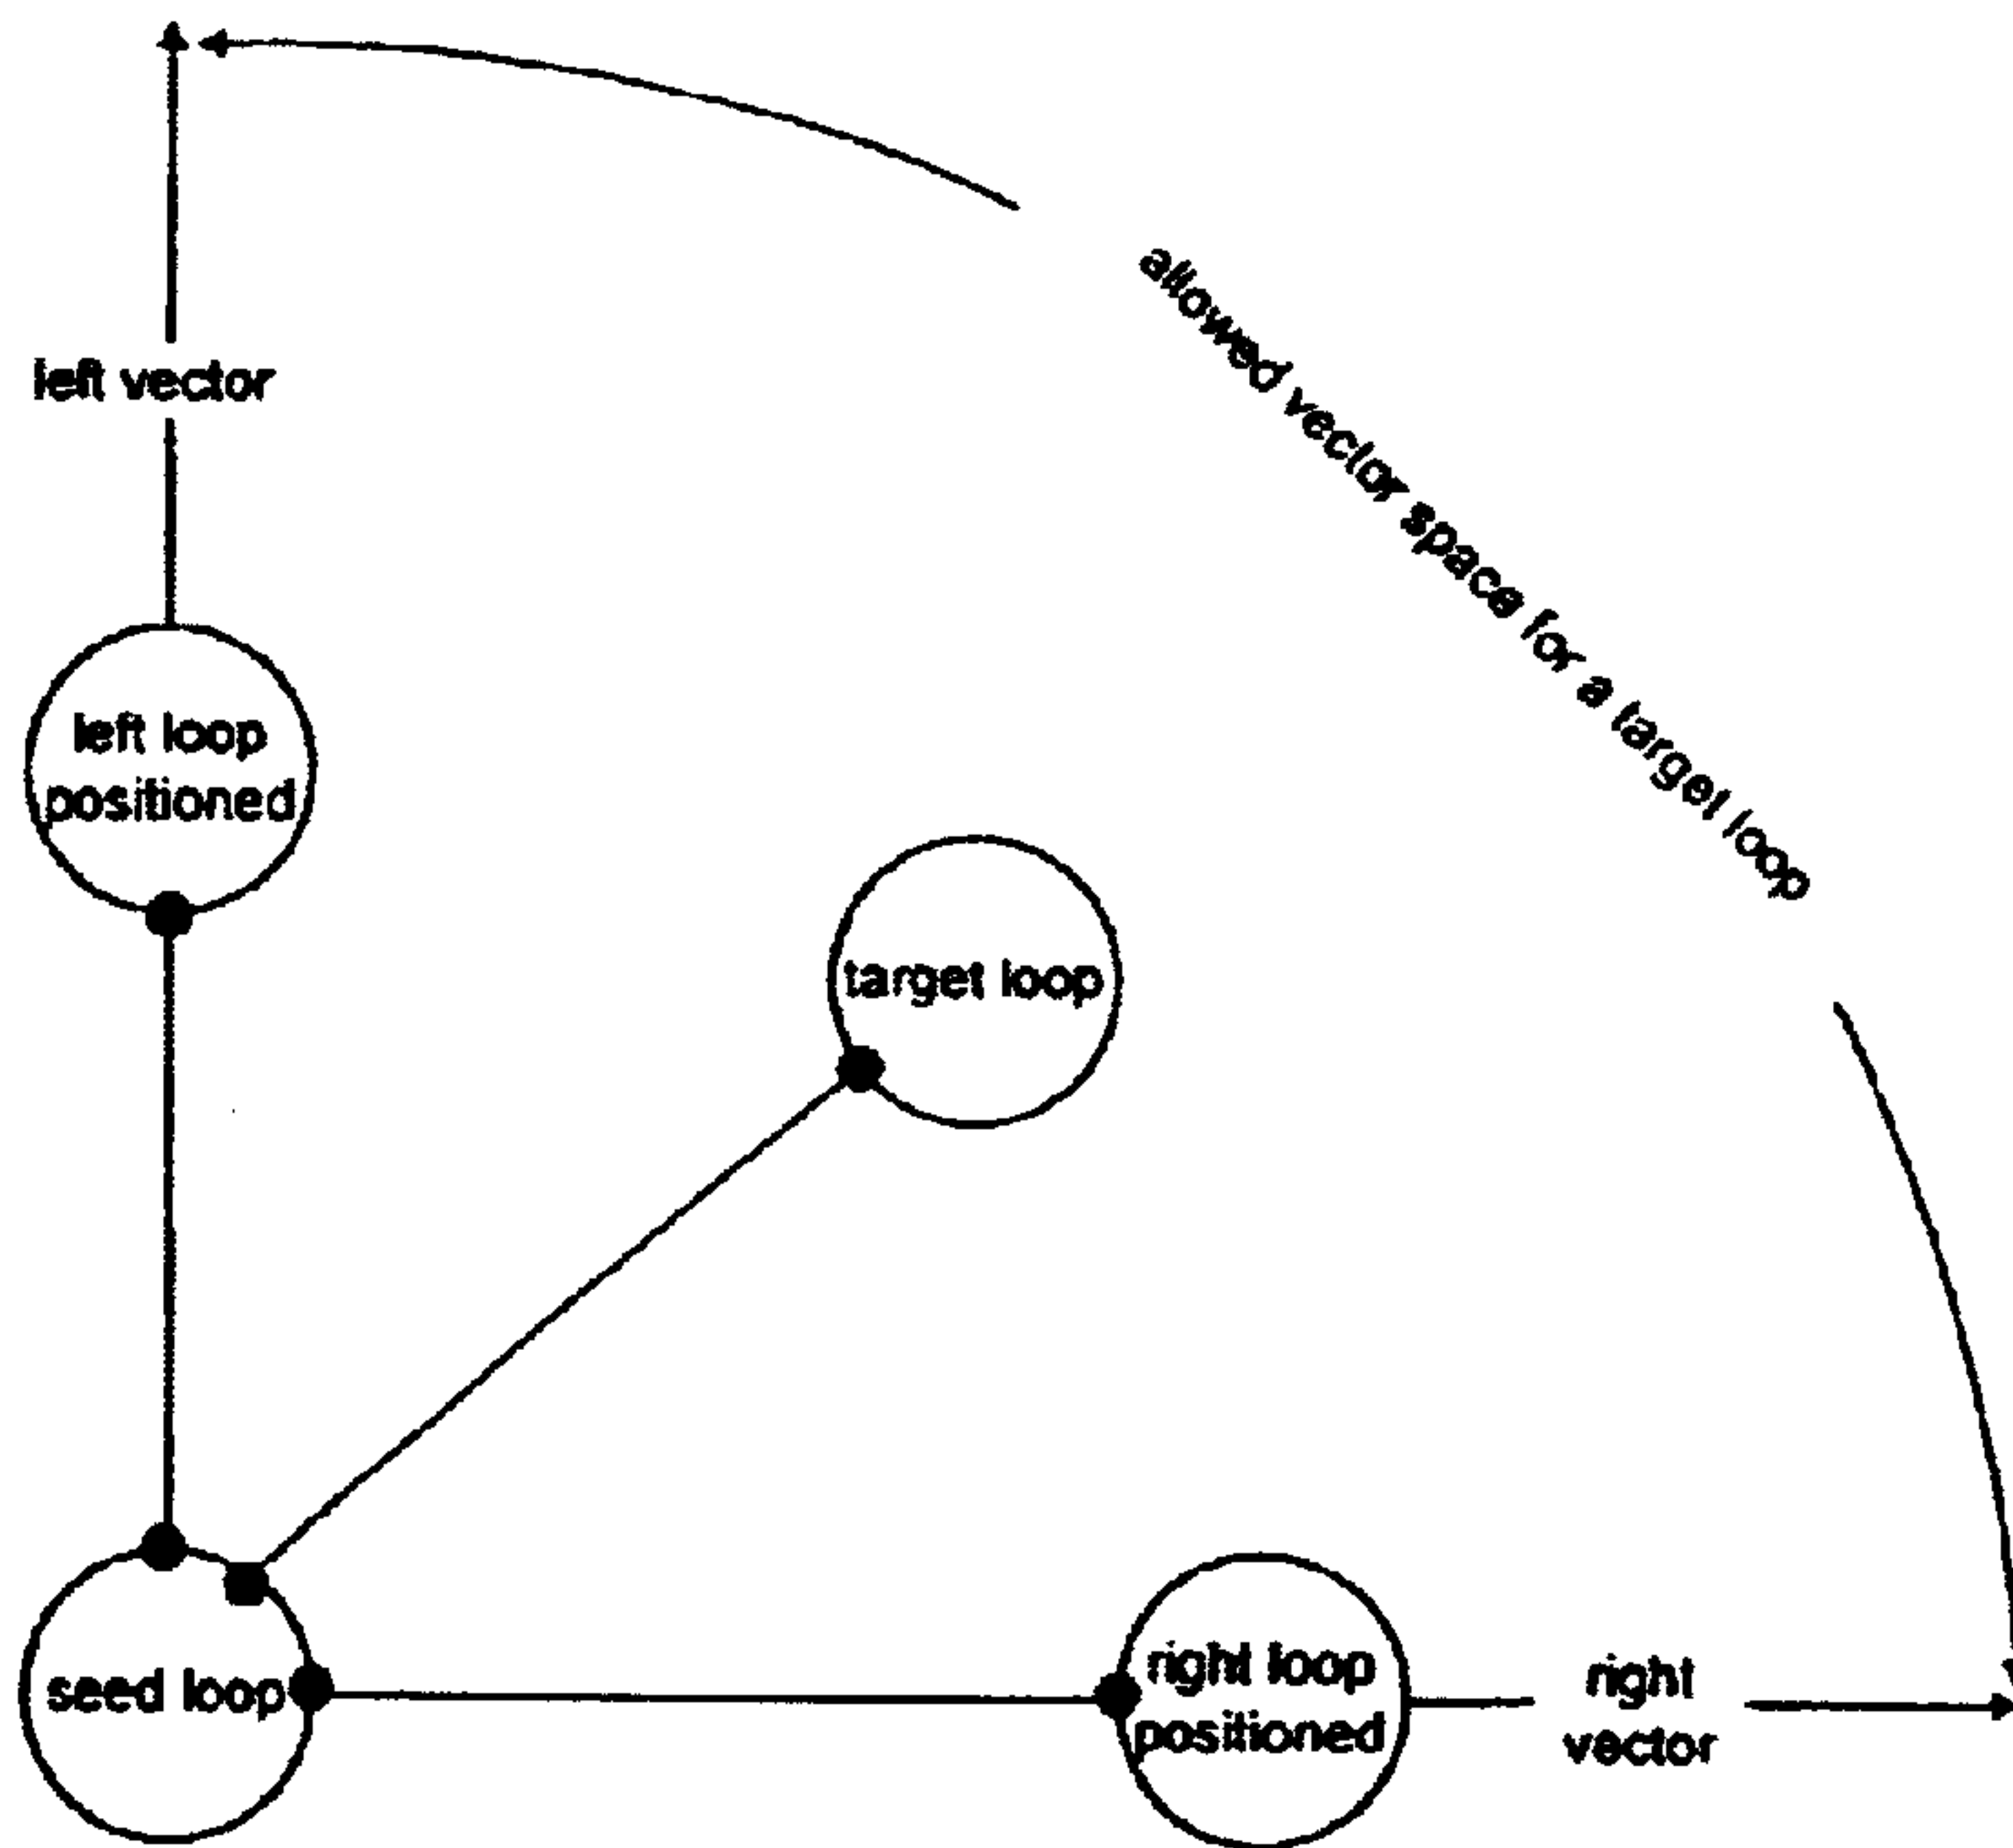 left vector
allowed vector space for a target loop
left loop
positioned
target loop
seed loop
right loop
positioned
right
vector